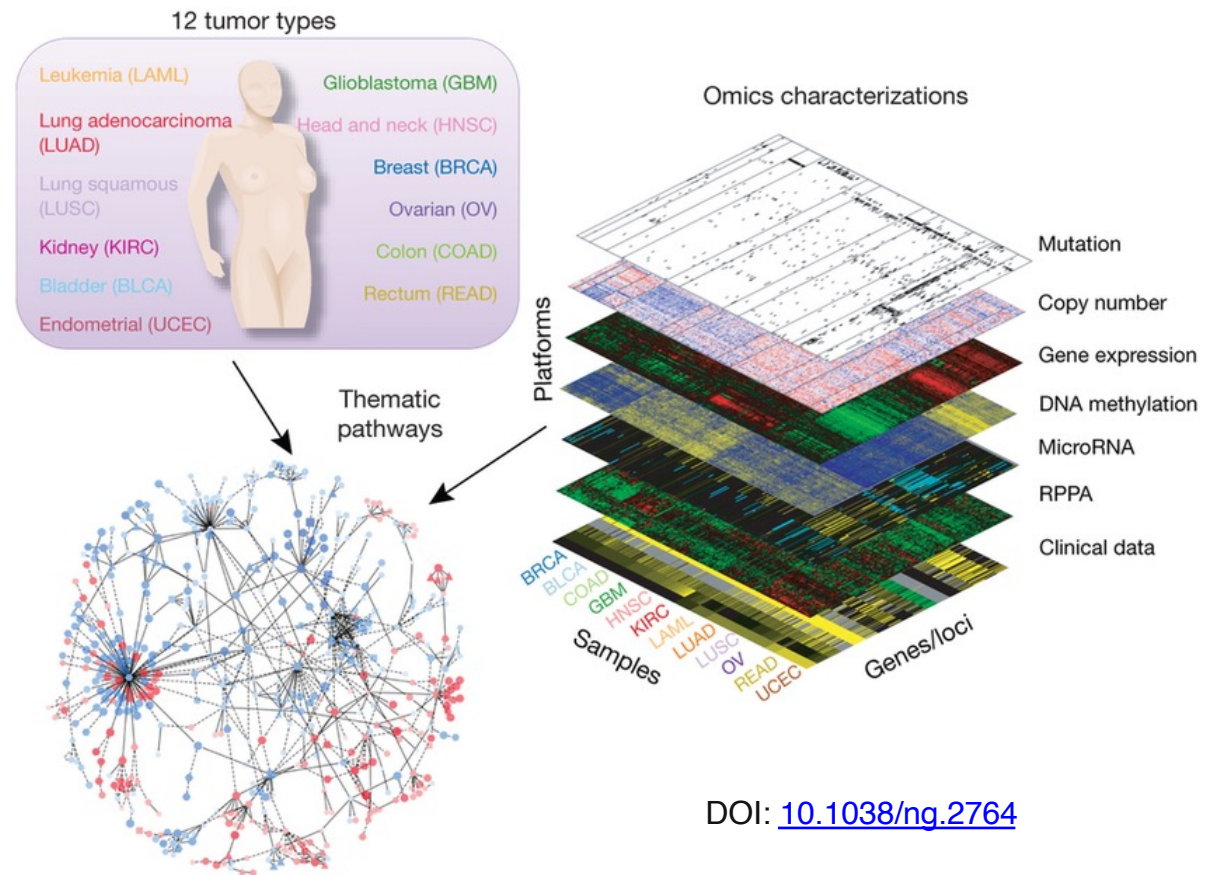 12 tumor types
Leukemia (LAML)
Lung adenocarcinoma
(LUAD)
Lung squamous
(LUSC)
Kidney (KIRC)
Bladder (BLCA)
Endometrial (UCEC)
Glioblastoma (GBM)
Head and neck (HNSC)
Breast (BRCA)
Ovarian (OV)
Colon (COAD)
Rectum (READ)
Thematic
pathways
Omics characterizations
Platforms
Mutation
Copy number
Gene expression
DNA methylation
MicroRNA
RPPA
Clinical data
BRCA
BLCA
COAD
GBM
HNSC
KIRC
LAML
LUAD
LUSC
OV
READ
UCEC
Samples
Genes/loci
DOI: 10.1038/ng.2764